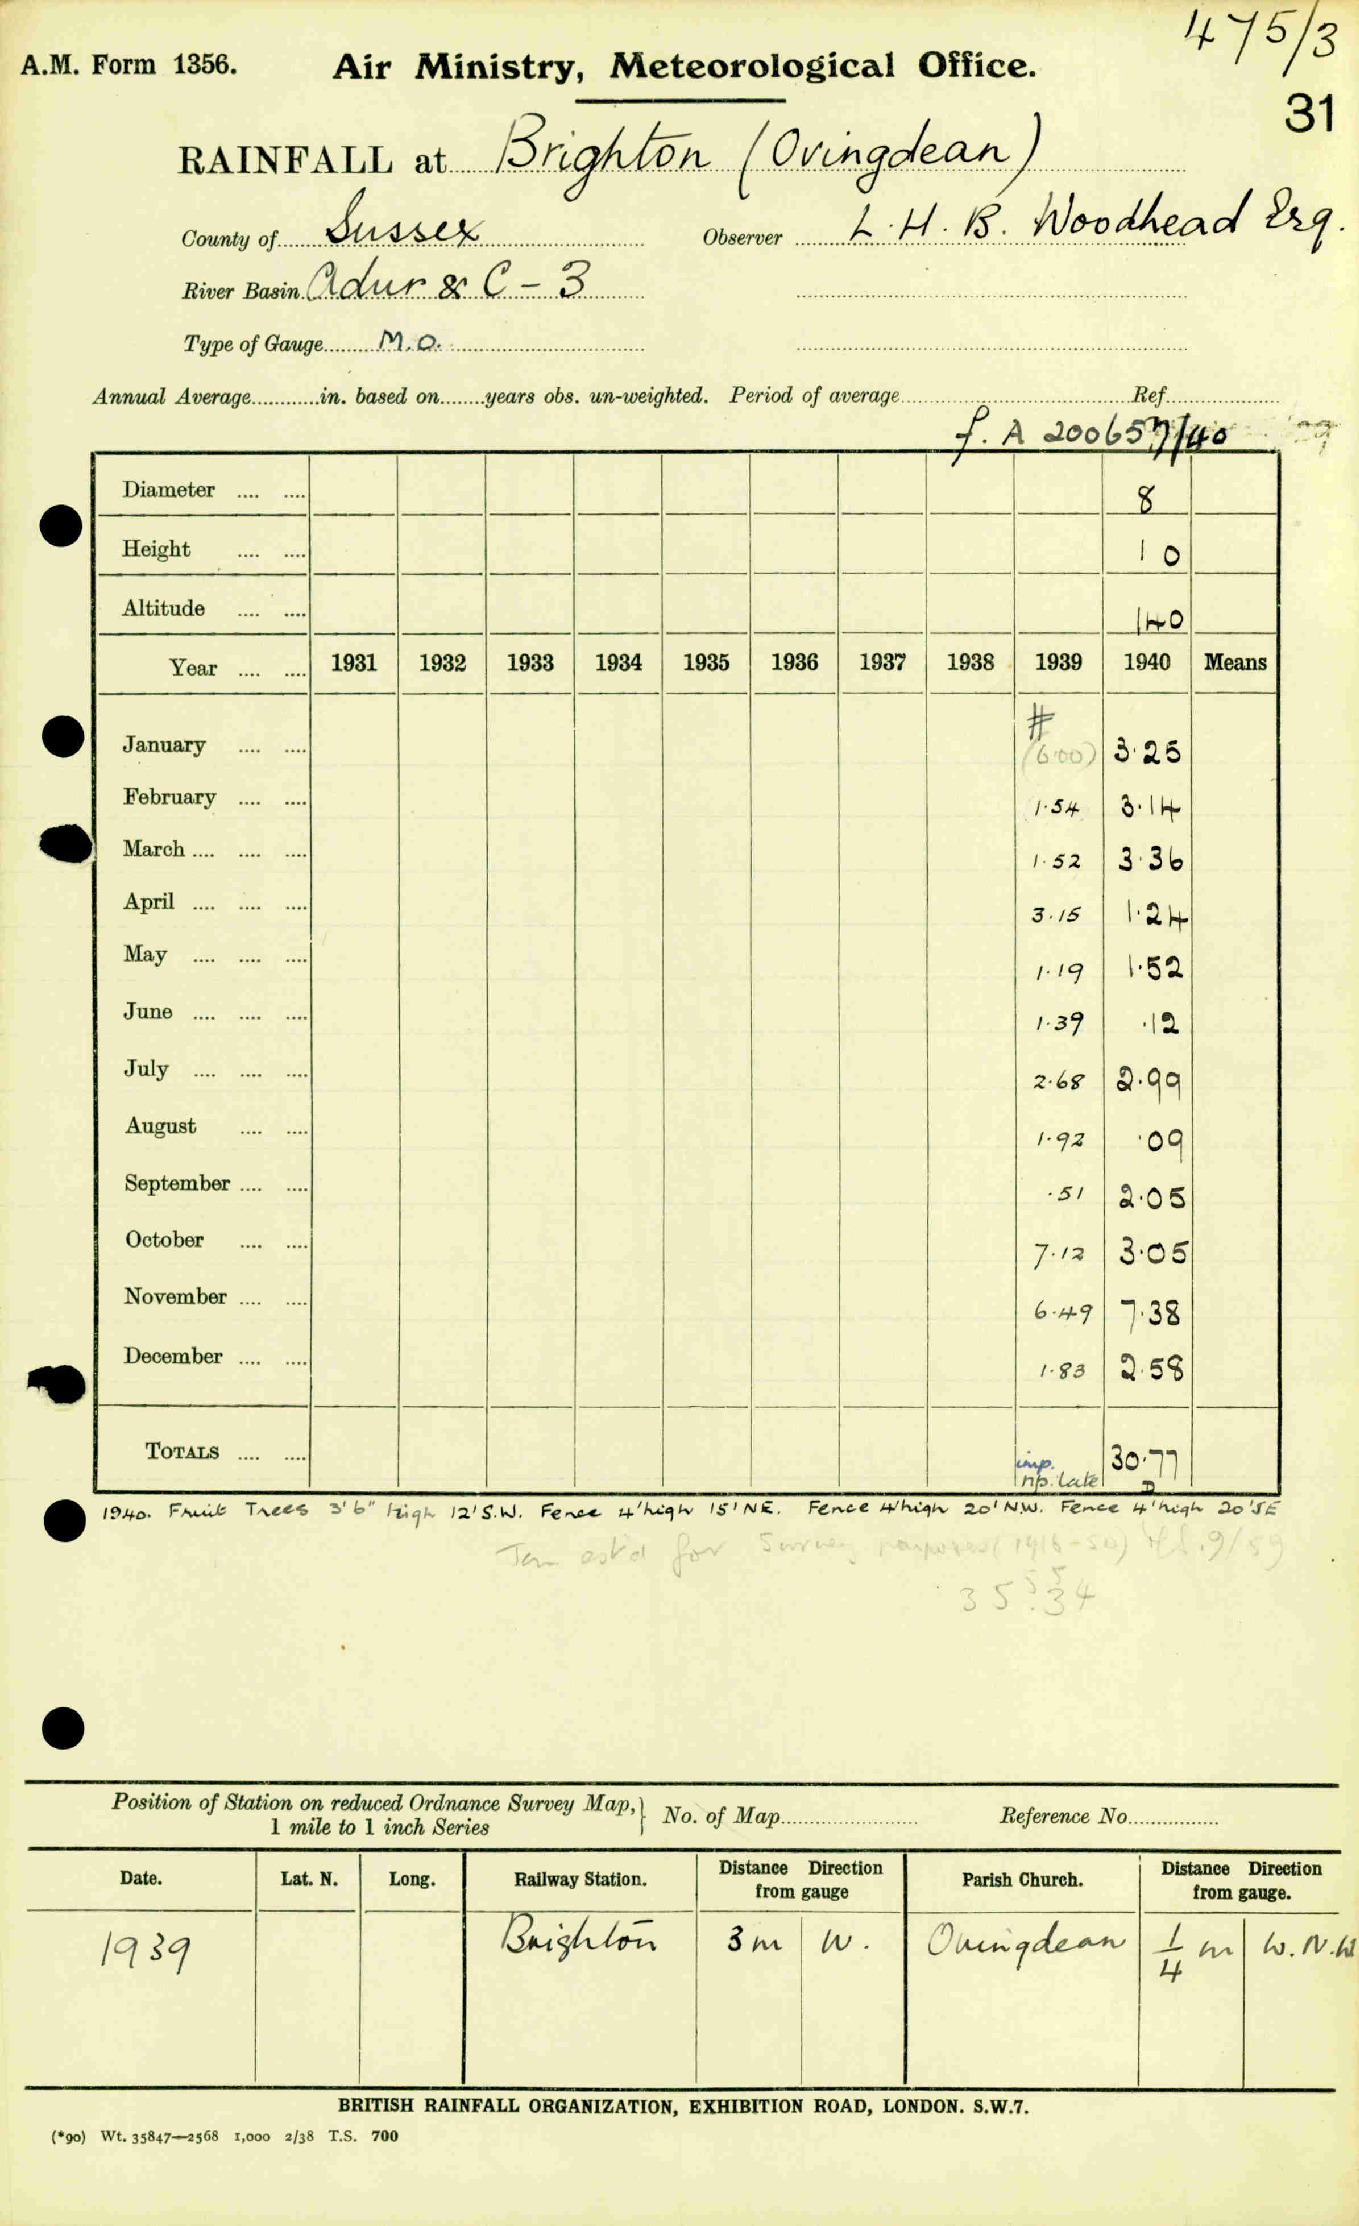 475/3
A.M. Form 1356. Air Ministry, Meteorological Office.
31
RAINFALL at Brighton (Ovingdean)
County of Sussex Observer L. H. B. Woodhead Esq.
River Basin Adur & C - 3
Type of Gauge M.O.
Annual Average............in. based on........years obs. un-weighted. Period of average............ Ref............
f. A 200657/40
Diameter .... .... 8
Height .... .... 1 0
Altitude .... .... 140
Year .... .... 1931 1932 1933 1934 1935 1936 1937 1938 1939 1940 Means
#
January .... .... (6.00) 3.25
February .... .... 1.54 3.14
March .... .... .... 1.52 3.36
April .... .... .... 3.15 1.24
May .... .... .... 1.19 1.52
June .... .... .... 1.39 .12
July .... .... .... 2.68 2.99
August .... .... 1.92 .09
September .... .... .51 2.05
October .... .... 7.12 3.05
November .... .... 6.49 7.38
December .... .... 1.83 2.58
TOTALS .... .... imp. np. late 30.77
1940. Fruit Trees 3'6" high 12' S.W. Fence 4' high 15' NE. Fence 4' high 20' N.W. Fence 4' high 20' SE
Jan est'd for Survey purposes (1916-50) 9/59
35.34
Position of Station on reduced Ordnance Survey Map, } No. of Map............ Reference No............
1 mile to 1 inch Series
Date. Lat. N. Long. Railway Station. Distance Direction from gauge Parish Church. Distance Direction from gauge.
1939 Brighton 3 m W. Ovingdean 1/4 m W.N.W
BRITISH RAINFALL ORGANIZATION, EXHIBITION ROAD, LONDON. S.W.7.
(*90) Wt. 35847—2568 1,000 2/38 T.S. 700